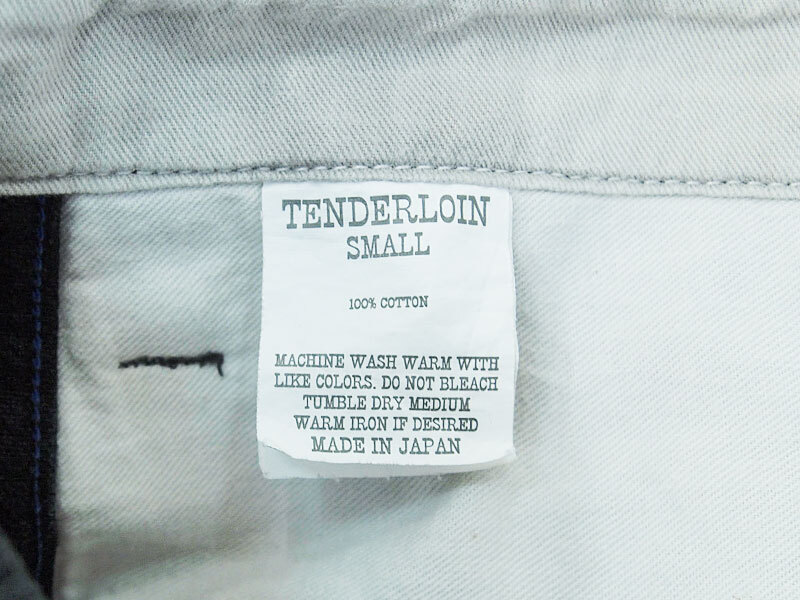 TENDERLOIN
SMALL
100% COTTON
MACHINE WASH WARM WITH
LIKE COLORS. DO NOT BLEACH
TUMBLE DRY MEDIUM
WARM IRON IF DESIRED
MADE IN JAPAN